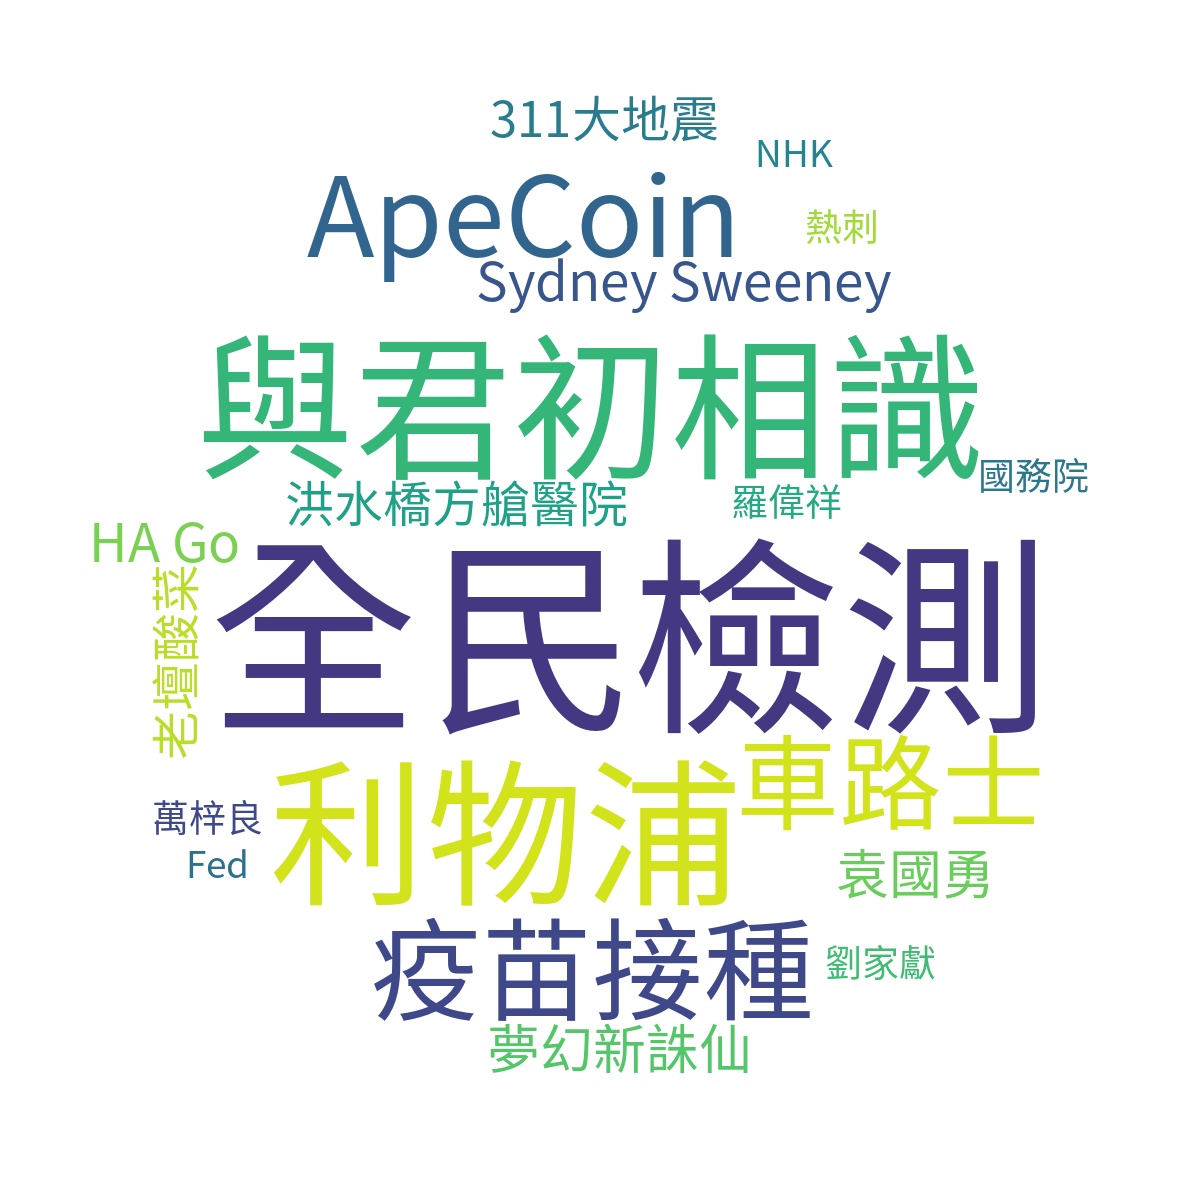 311大地震
NHK
ApeCoin
熱刺
Sydney Sweeney
與君初相識
國務院
洪水橋方艙醫院
羅偉祥
HA Go
全民檢測
老壇酸菜
利物浦
車路士
萬梓良
Fed
袁國勇
疫苗接種
劉家獻
夢幻新誅仙